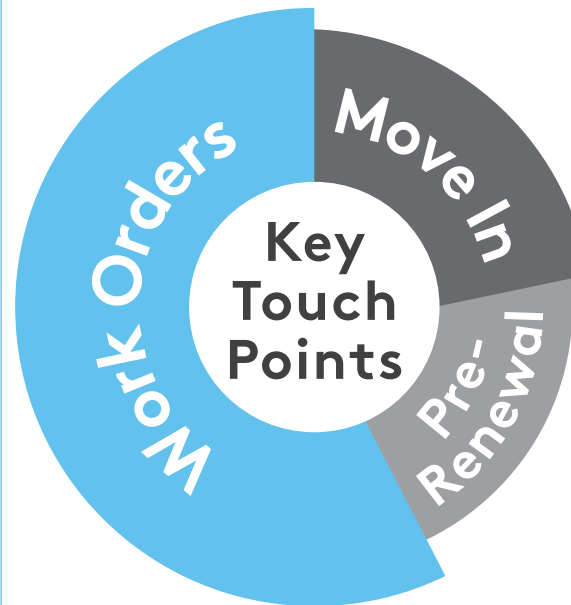 Key
Touch
Points
Move In
Pre-
Renewal
Work Orders